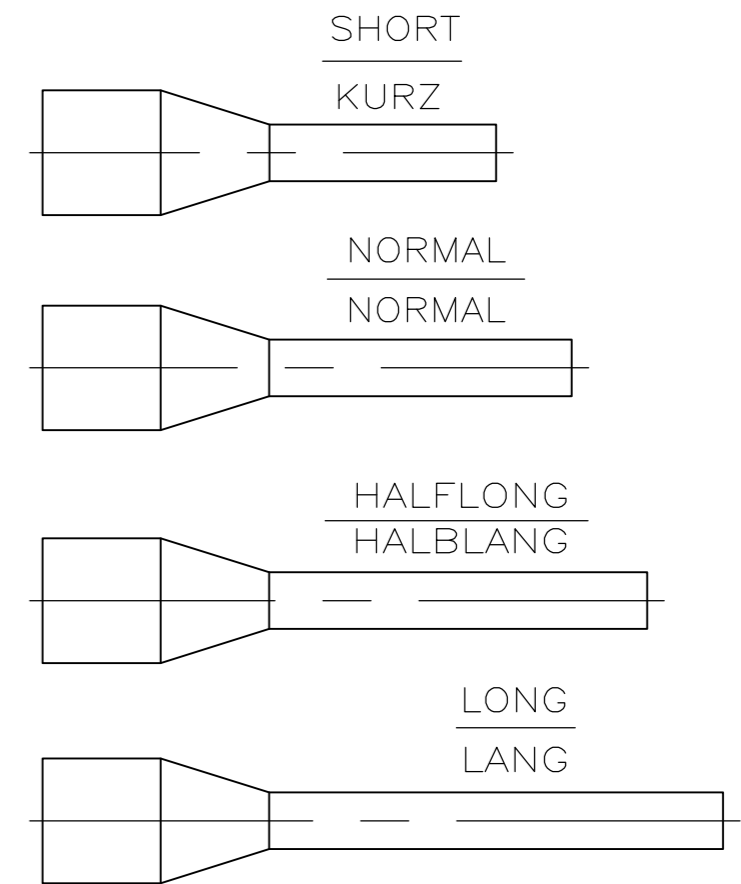 SHORT
KURZ
NORMAL
NORMAL
HALFLONG
HALBLANG
LONG
LANG